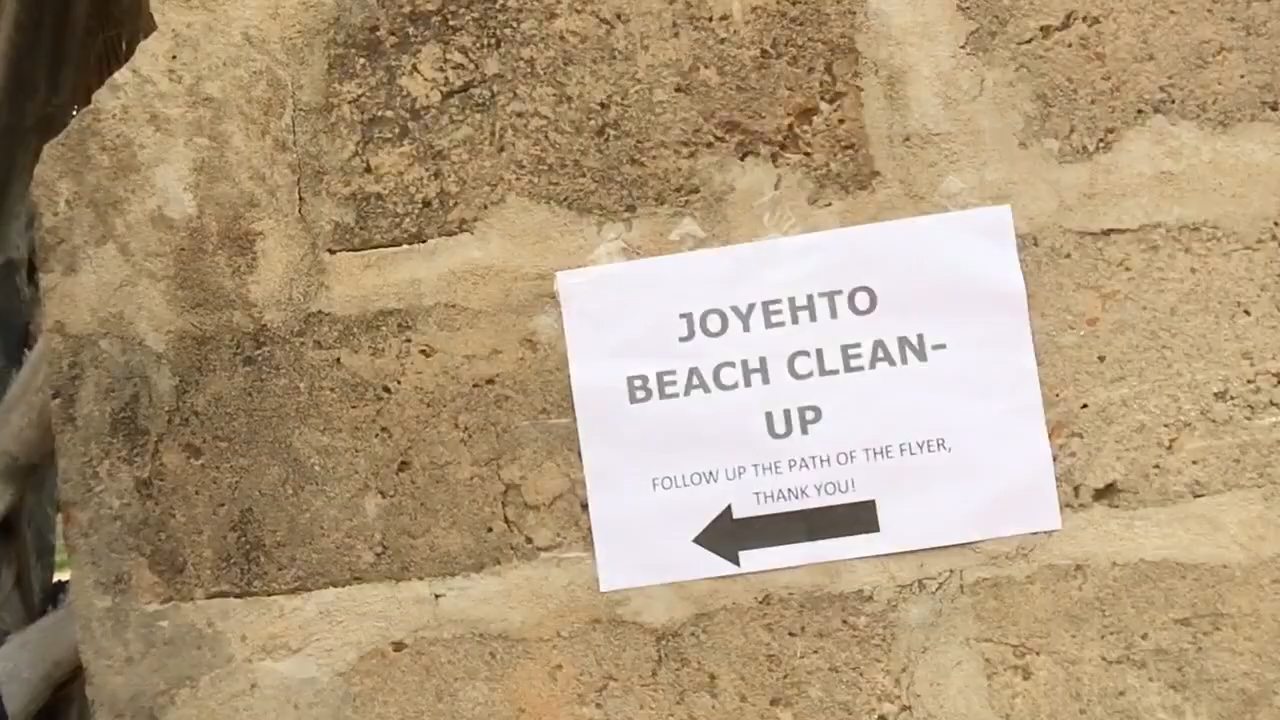 JOYEHTO
BEACH CLEAN-
UP
FOLLOW UP THE PATH OF THE FLYER,
THANK YOU!